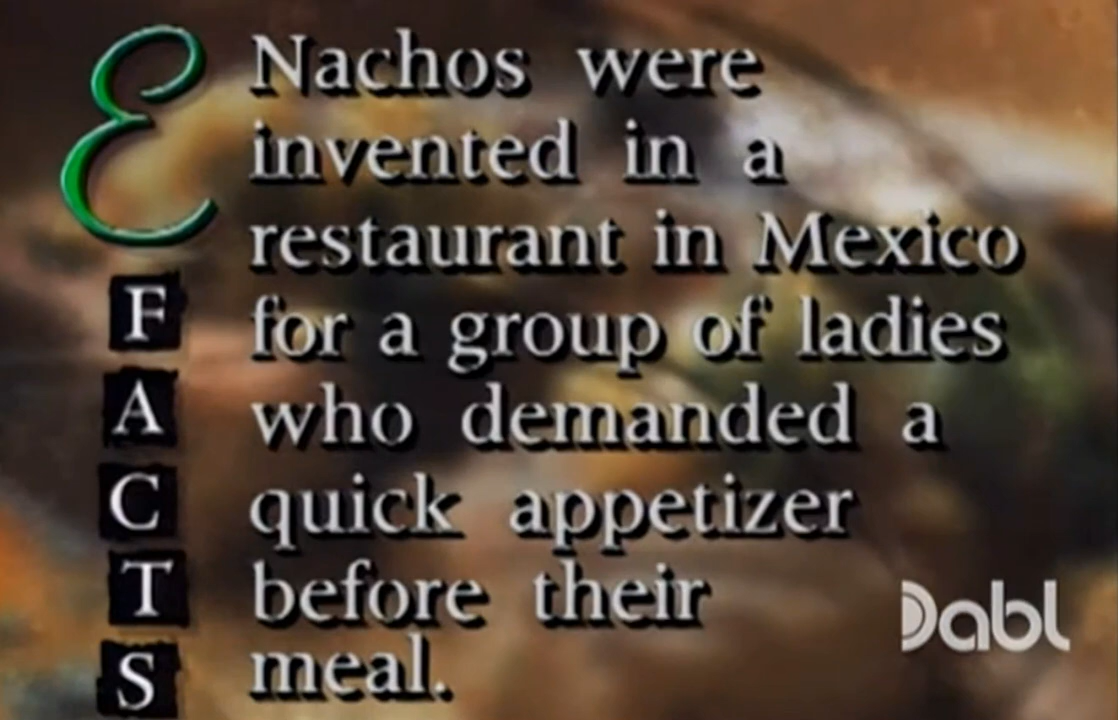 E
FACTS
Nachos were
invented in a
restaurant in Mexico
for a group of ladies
who demanded a
quick appetizer
before their
meal.
Dabl